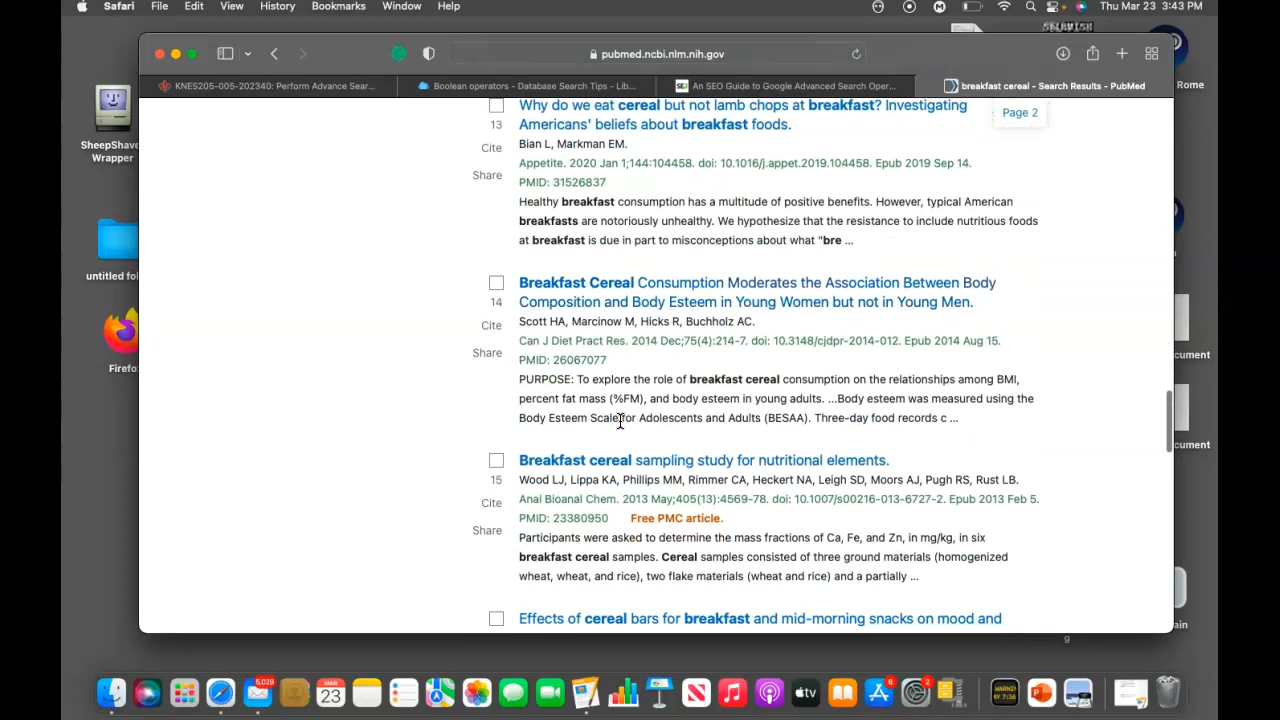 Safari File Edit View History Bookmarks Window Help Thu Mar 23 3:43 PM
pubmed.ncbi.nlm.nih.gov
KNES205-005-202340: Perform Advance Sear... Boolean operators - Database Search Tips - Lib... SEJ An SEO Guide to Google Advanced Search Oper... breakfast cereal - Search Results - PubMed
Rome
SheepShav
Wrapper
untitled fol
Firefo
Why do we eat cereal but not lamb chops at breakfast? Investigating
Page 2
13 Americans' beliefs about breakfast foods.
Cite Bian L, Markman EM.
Appetite. 2020 Jan 1;144:104458. doi: 10.1016/j.appet.2019.104458. Epub 2019 Sep 14.
Share PMID: 31526837
Healthy breakfast consumption has a multitude of positive benefits. However, typical American
breakfasts are notoriously unhealthy. We hypothesize that the resistance to include nutritious foods
at breakfast is due in part to misconceptions about what "bre ...
Breakfast Cereal Consumption Moderates the Association Between Body
14 Composition and Body Esteem in Young Women but not in Young Men.
Cite Scott HA, Marcinow M, Hicks R, Buchholz AC.
Can J Diet Pract Res. 2014 Dec;75(4):214-7. doi: 10.3148/cjdpr-2014-012. Epub 2014 Aug 15.
Share PMID: 26067077
PURPOSE: To explore the role of breakfast cereal consumption on the relationships among BMI,
percent fat mass (%FM), and body esteem in young adults. ...Body esteem was measured using the
Body Esteem Scale for Adolescents and Adults (BESAA). Three-day food records c ...
Breakfast cereal sampling study for nutritional elements.
15 Wood LJ, Lippa KA, Phillips MM, Rimmer CA, Heckert NA, Leigh SD, Moors AJ, Pugh RS, Rust LB.
Cite Anal Bioanal Chem. 2013 May;405(13):4569-78. doi: 10.1007/s00216-013-6727-2. Epub 2013 Feb 5.
PMID: 23380950 Free PMC article.
Share Participants were asked to determine the mass fractions of Ca, Fe, and Zn, in mg/kg, in six
breakfast cereal samples. Cereal samples consisted of three ground materials (homogenized
wheat, wheat, and rice), two flake materials (wheat and rice) and a partially ...
Effects of cereal bars for breakfast and mid-morning snacks on mood and
cument
cument
ain
g
5,029
MAR
23
6
2
tv